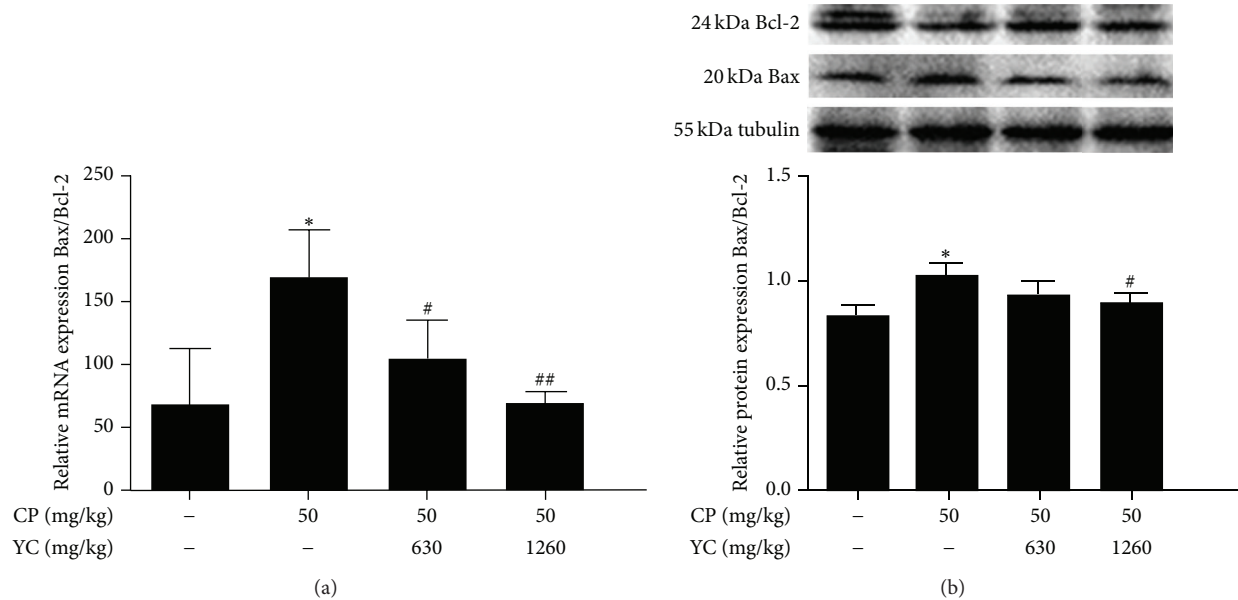 24 kDa Bcl-2
20 kDa Bax
55 kDa tubulin
Relative mRNA expression Bax/Bcl-2
250
200
150
100
50
0
*
#
##
CP (mg/kg) – 50 50 50
YC (mg/kg) – – 630 1260
(a)
Relative protein expression Bax/Bcl-2
1.5
1.0
0.5
0.0
*
#
CP (mg/kg) – 50 50 50
YC (mg/kg) – – 630 1260
(b)